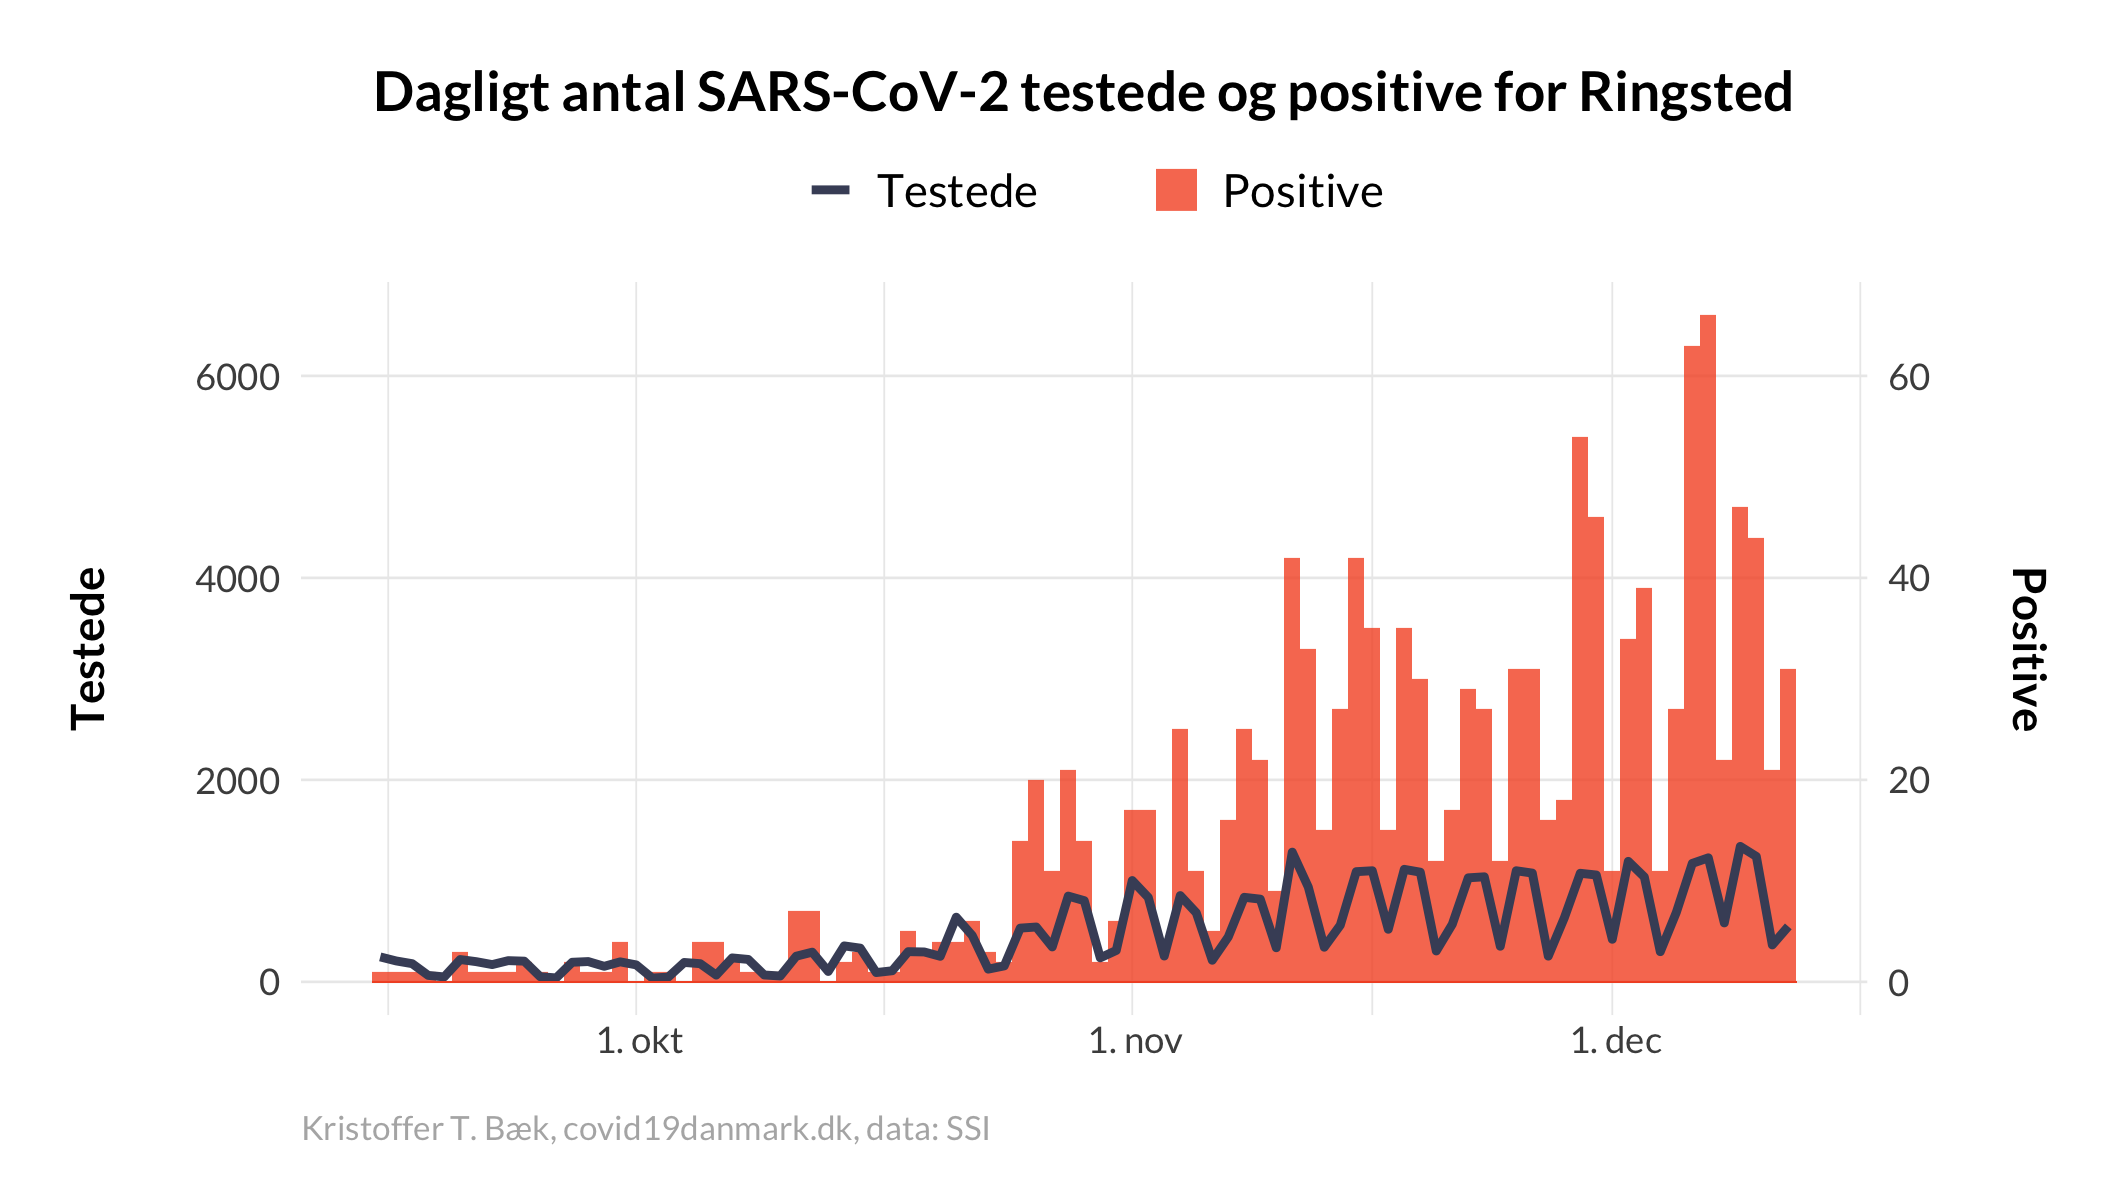 Dagligt antal SARS-CoV-2 testede og positive for Ringsted
Testede
Positive
6000
4000
2000
0
60
40
20
0
Testede
Positive
1. okt
1. nov
1. dec
Kristoffer T. Bæk, covid19danmark.dk, data: SSI